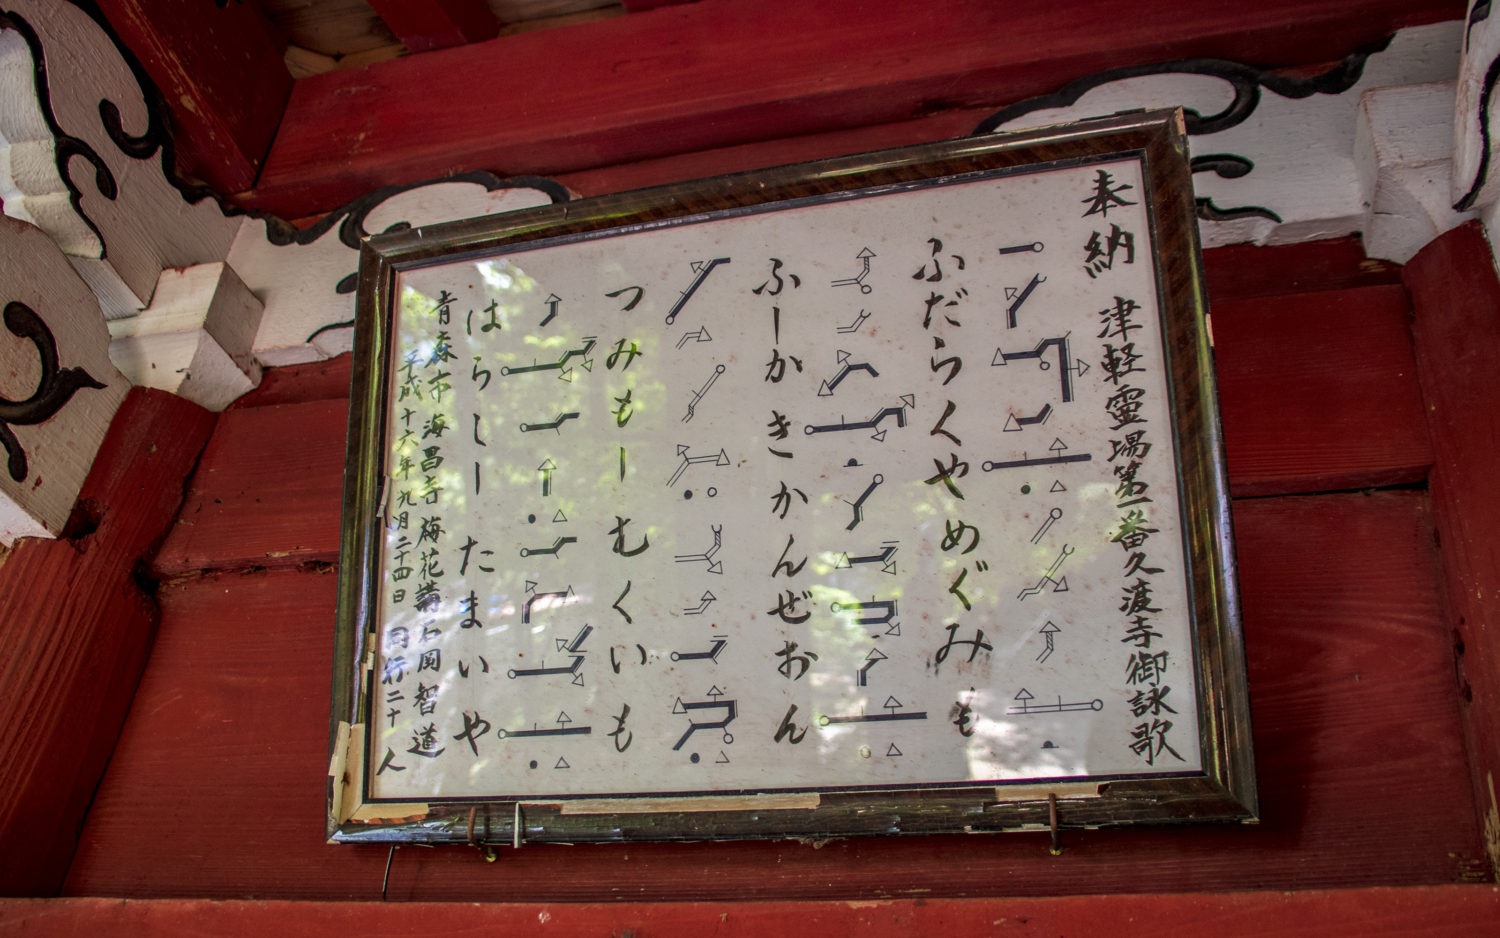 奉納 津軽霊場第一番久渡寺御詠歌
ふだらくやめぐみも
ふーかきかんぜおん
つみもーむくいも
はらしーたまいや
青森市海昌寺梅花講石岡智道
平成十六年九月二十四日 同行二十人